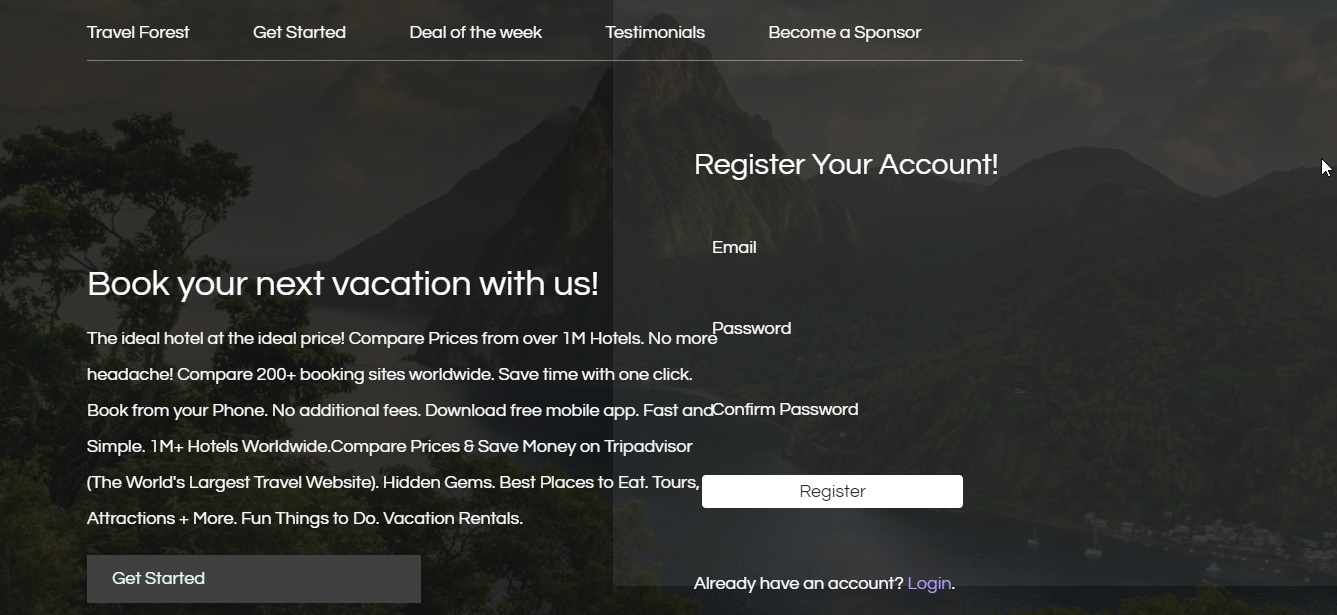 Travel Forest Get Started Deal of the week Testimonials Become a Sponsor
Book your next vacation with us!
The ideal hotel at the ideal price! Compare Prices from over 1M Hotels. No more
headache! Compare 200+ booking sites worldwide. Save time with one click.
Book from your Phone. No additional fees. Download free mobile app. Fast and
Simple. 1M+ Hotels Worldwide.Compare Prices & Save Money on Tripadvisor
(The World's Largest Travel Website). Hidden Gems. Best Places to Eat. Tours,
Attractions + More. Fun Things to Do. Vacation Rentals.
Get Started
Register Your Account!
Email
Password
Confirm Password
Register
Already have an account? Login.